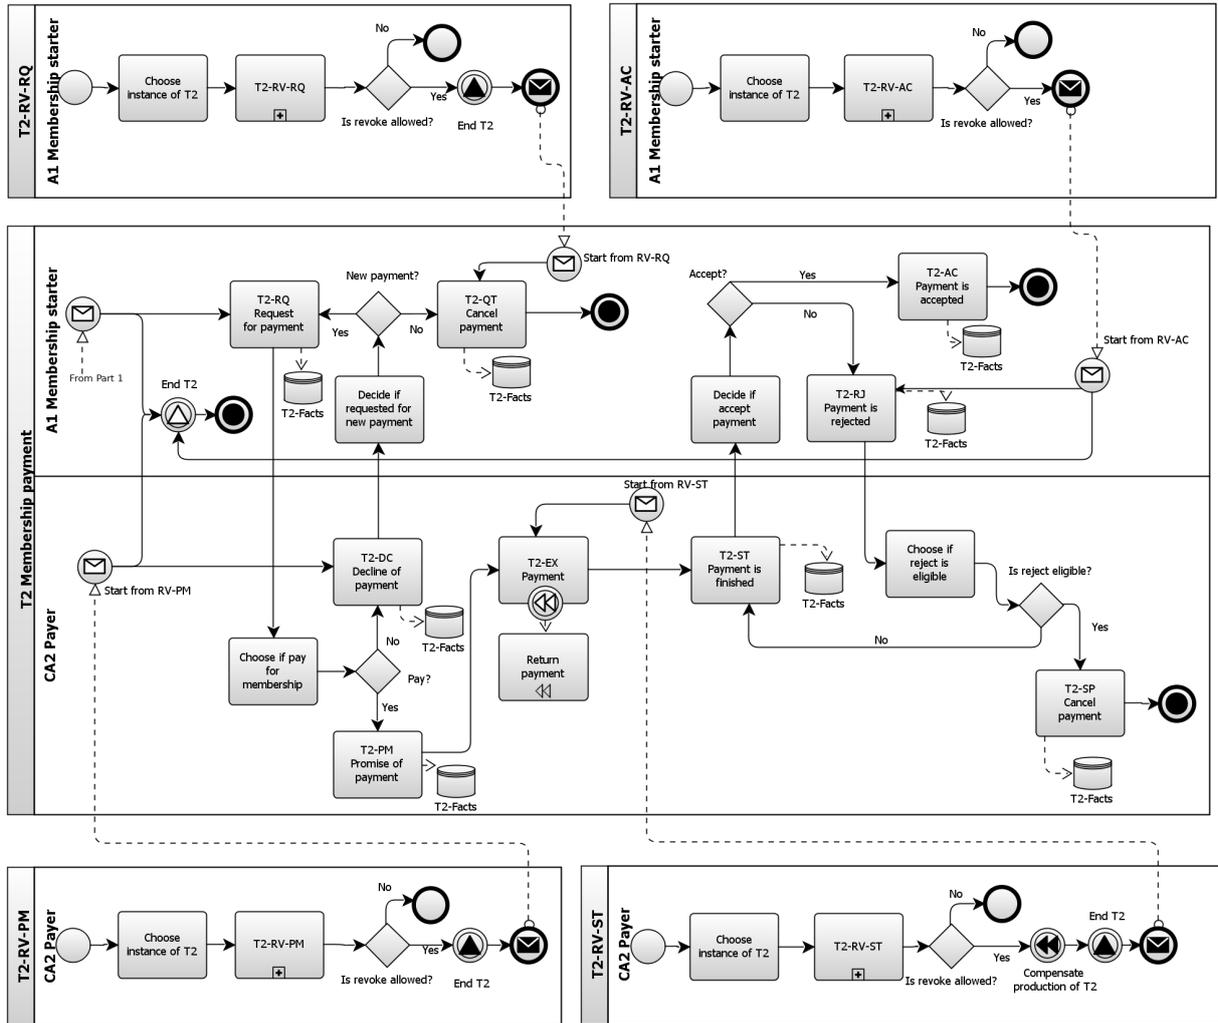 T2-RV-RQ
A1 Membership starter
Choose
instance of T2
T2-RV-RQ
No
Yes
Is revoke allowed?
End T2
T2-RV-AC
A1 Membership starter
Choose
instance of T2
T2-RV-AC
No
Yes
Is revoke allowed?
T2 Membership payment
A1 Membership starter
From Part 1
End T2
T2-RQ
Request
for payment
T2-Facts
New payment?
Yes
No
Decide if
requested for
new payment
T2-QT
Cancel
payment
T2-Facts
Start from RV-RQ
Accept?
Yes
No
Decide if
accept
payment
T2-AC
Payment is
accepted
T2-Facts
T2-RJ
Payment is
rejected
T2-Facts
Start from RV-AC
CA2 Payer
Start from RV-PM
Choose if pay
for
membership
T2-DC
Decline of
payment
T2-Facts
No
Pay?
Yes
T2-PM
Promise of
payment
T2-Facts
Start from RV-ST
T2-EX
Payment
Return
payment
T2-ST
Payment is
finished
T2-Facts
Choose if
reject is
eligible
Is reject eligible?
No
Yes
T2-SP
Cancel
payment
T2-Facts
T2-RV-PM
CA2 Payer
Choose
instance of T2
T2-RV-PM
No
Yes
Is revoke allowed?
End T2
T2-RV-ST
CA2 Payer
Choose
instance of T2
T2-RV-ST
No
Yes
Is revoke allowed?
Compensate
production of T2
End T2